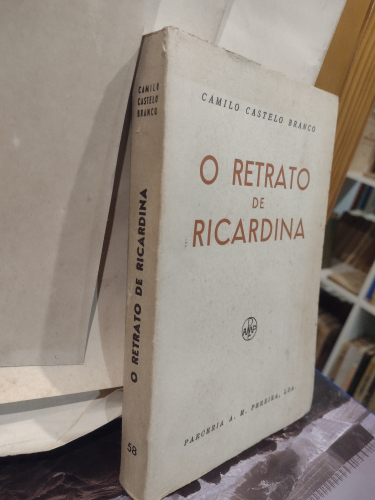 CAMILO
CASTELO
BRANCO
O RETRATO DE RICARDINA
58
CAMILO CASTELO BRANCO
O RETRATO
DE
RICARDINA
PARCERIA A. M. PEREIRA, LDA.